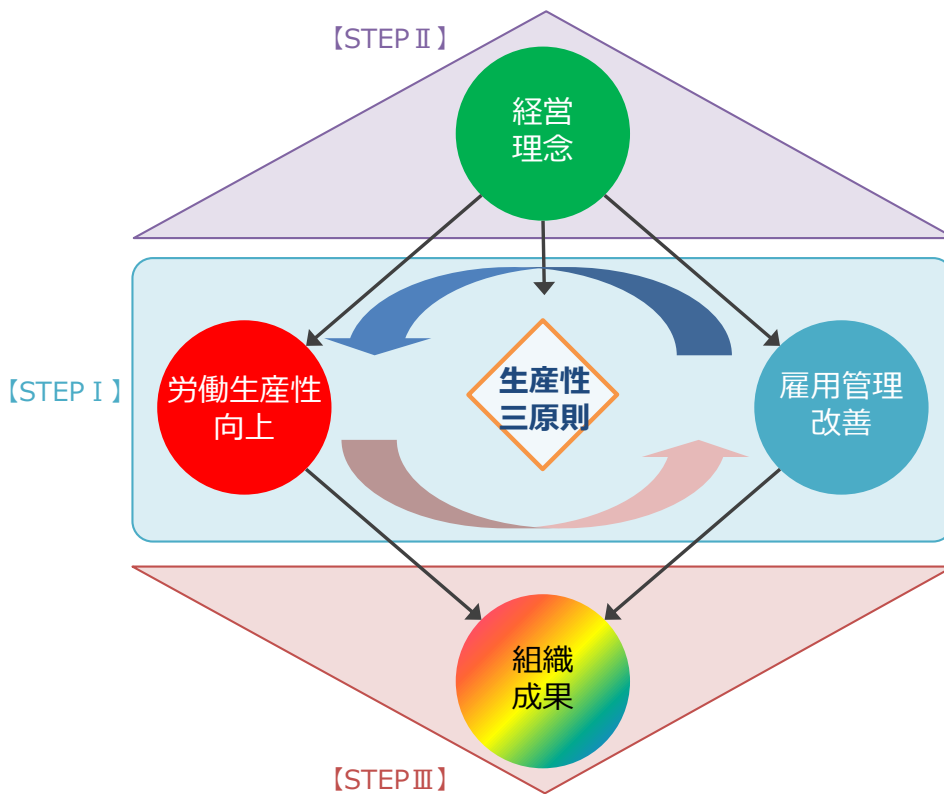 【STEPⅡ】
経営
理念
【STEPⅠ】
労働生産性
向上
生産性
三原則
雇用管理
改善
組織
成果
【STEPⅢ】